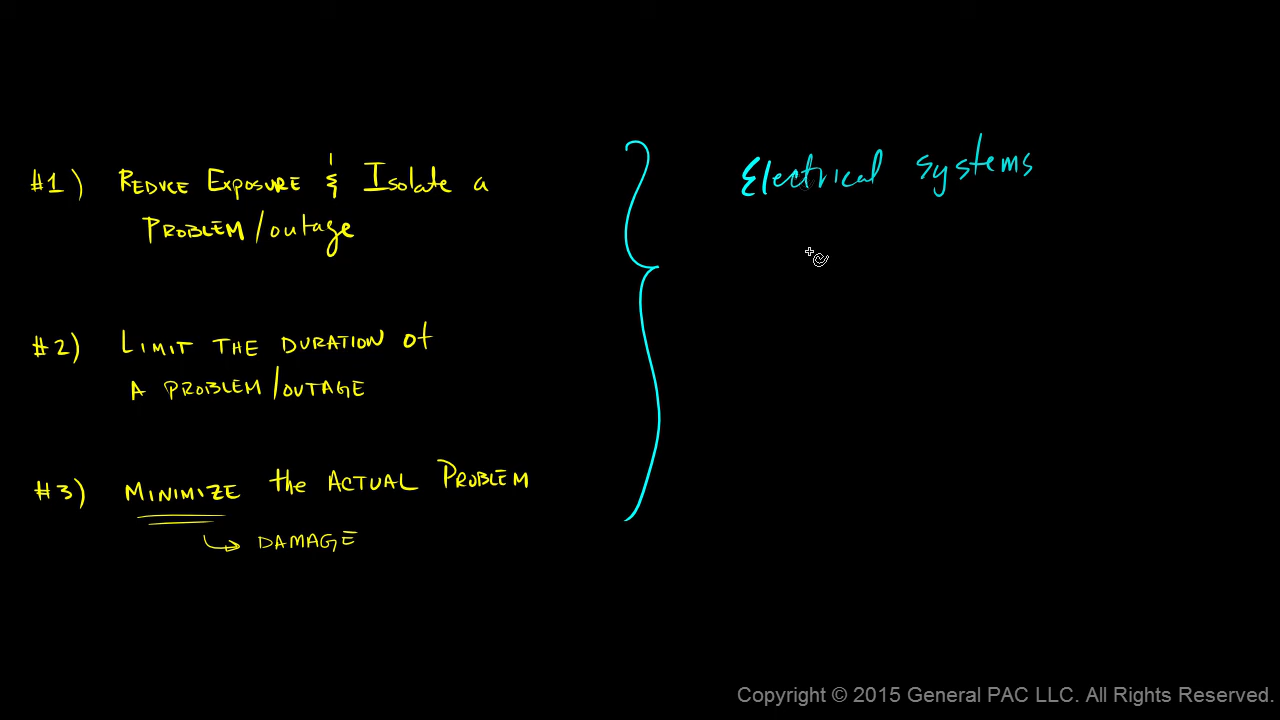 #1) REDUCE EXPOSURE & Isolate a
PROBLEM/outage
#2) LIMIT THE DURATION Of
A PROBLEM/OUTAGE
#3) MINIMIZE the ACTUAL PROBLEM
DAMAGE
Electrical systems
Copyright © 2015 General PAC LLC. All Rights Reserved.